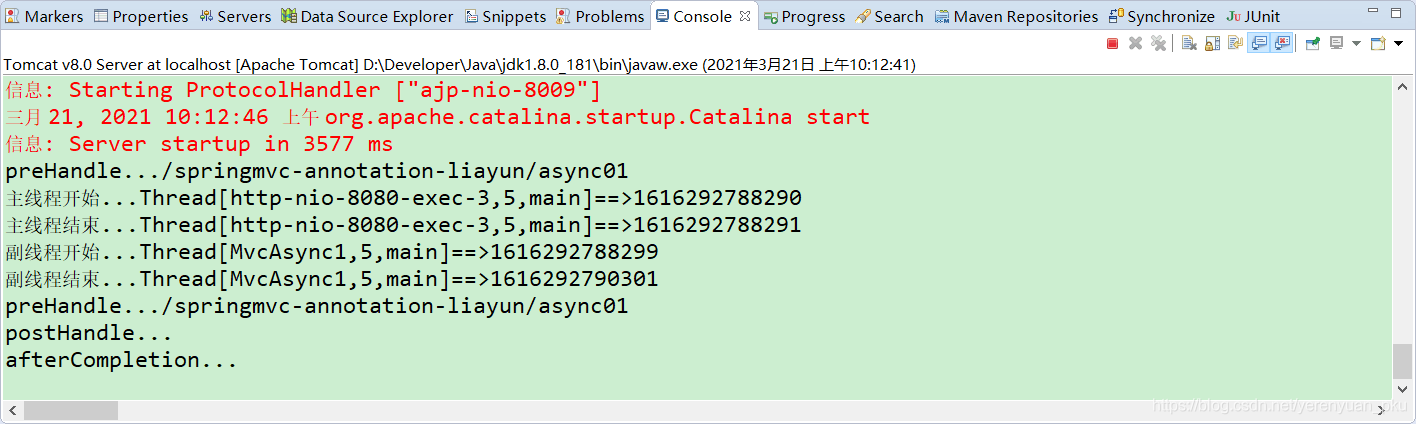 Markers Properties Servers Data Source Explorer Snippets Problems Console Progress Search Maven Repositories Synchronize JUnit
Tomcat v8.0 Server at localhost [Apache Tomcat] D:\Developer\Java\jdk1.8.0_181\bin\javaw.exe (2021年3月21日 上午10:12:41)
信息: Starting ProtocolHandler ["ajp-nio-8009"]
三月 21, 2021 10:12:46 上午 org.apache.catalina.startup.Catalina start
信息: Server startup in 3577 ms
preHandle.../springmvc-annotation-liayun/async01
主线程开始...Thread[http-nio-8080-exec-3,5,main]==>1616292788290
主线程结束...Thread[http-nio-8080-exec-3,5,main]==>1616292788291
副线程开始...Thread[MvcAsync1,5,main]==>1616292788299
副线程结束...Thread[MvcAsync1,5,main]==>1616292790301
preHandle.../springmvc-annotation-liayun/async01
postHandle...
afterCompletion...
https://blog.csdn.net/yerenyuan_pku